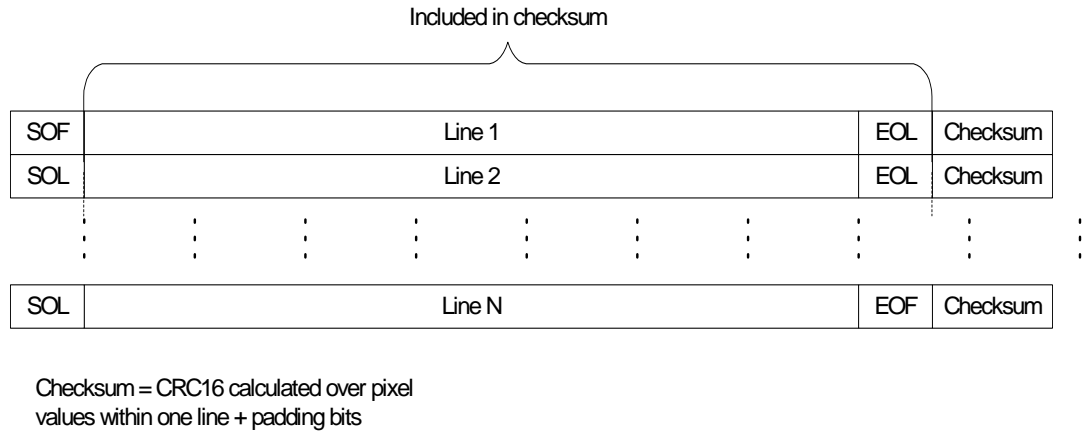 Included in checksum
SOF Line 1 EOL Checksum
SOL Line 2 EOL Checksum
SOL Line N EOF Checksum
Checksum = CRC16 calculated over pixel
values within one line + padding bits